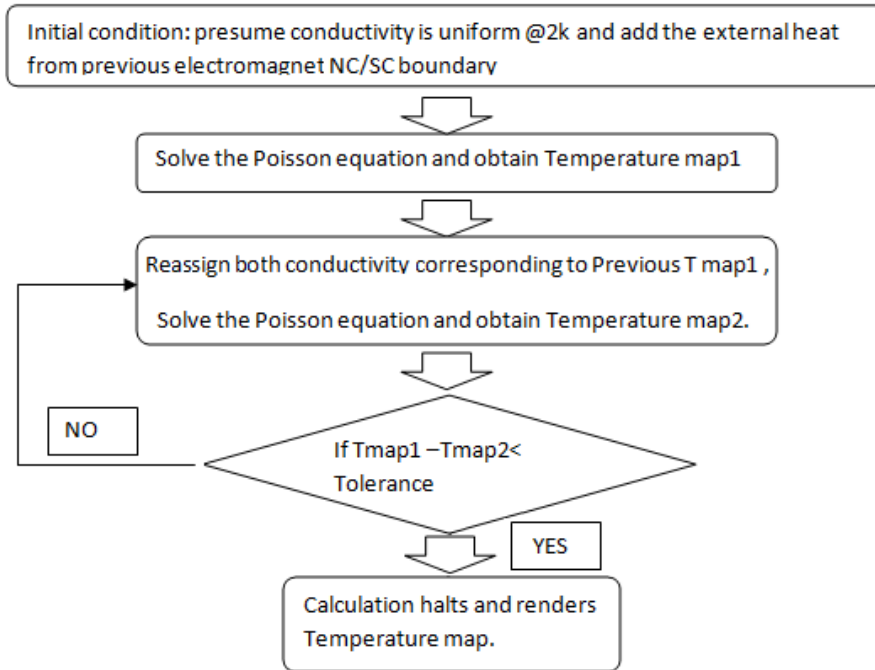 Initial condition: presume conductivity is uniform @2k and add the external heat
from previous electromagnet NC/SC boundary
Solve the Poisson equation and obtain Temperature map1
Reassign both conductivity corresponding to Previous T map1 ,
Solve the Poisson equation and obtain Temperature map2.
NO
If Tmap1 –Tmap2<
Tolerance
YES
Calculation halts and renders
Temperature map.